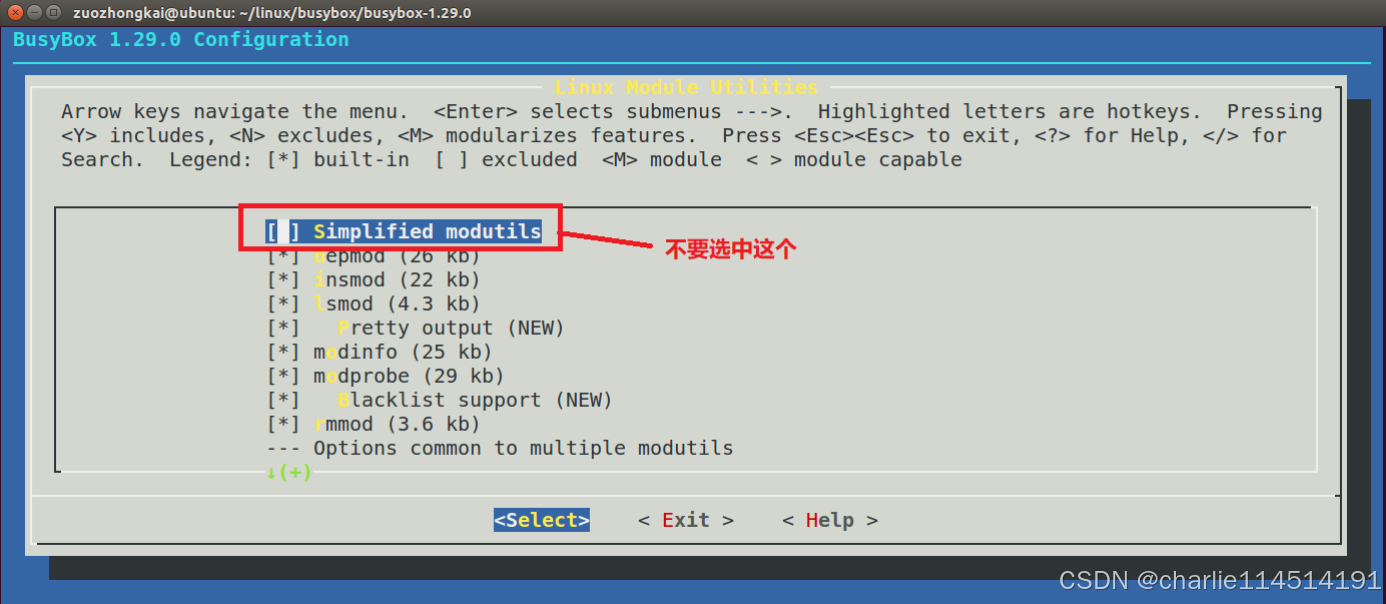 zuozhongkai@ubuntu: ~/linux/busybox/busybox-1.29.0
BusyBox 1.29.0 Configuration
Linux Module Utilities
Arrow keys navigate the menu.  <Enter> selects submenus --->.  Highlighted letters are hotkeys.  Pressing
<Y> includes, <N> excludes, <M> modularizes features.  Press <Esc><Esc> to exit, <?> for Help, </> for
Search.  Legend: [*] built-in  [ ] excluded  <M> module  < > module capable
[ ] Simplified modutils
不要选中这个
[*] depmod (26 kb)
[*] insmod (22 kb)
[*] lsmod (4.3 kb)
[*]   Pretty output (NEW)
[*] modinfo (25 kb)
[*] modprobe (29 kb)
[*]   Blacklist support (NEW)
[*] rmmod (3.6 kb)
--- Options common to multiple modutils
↓(+)
<Select>    < Exit >    < Help >
CSDN @charlie114514191